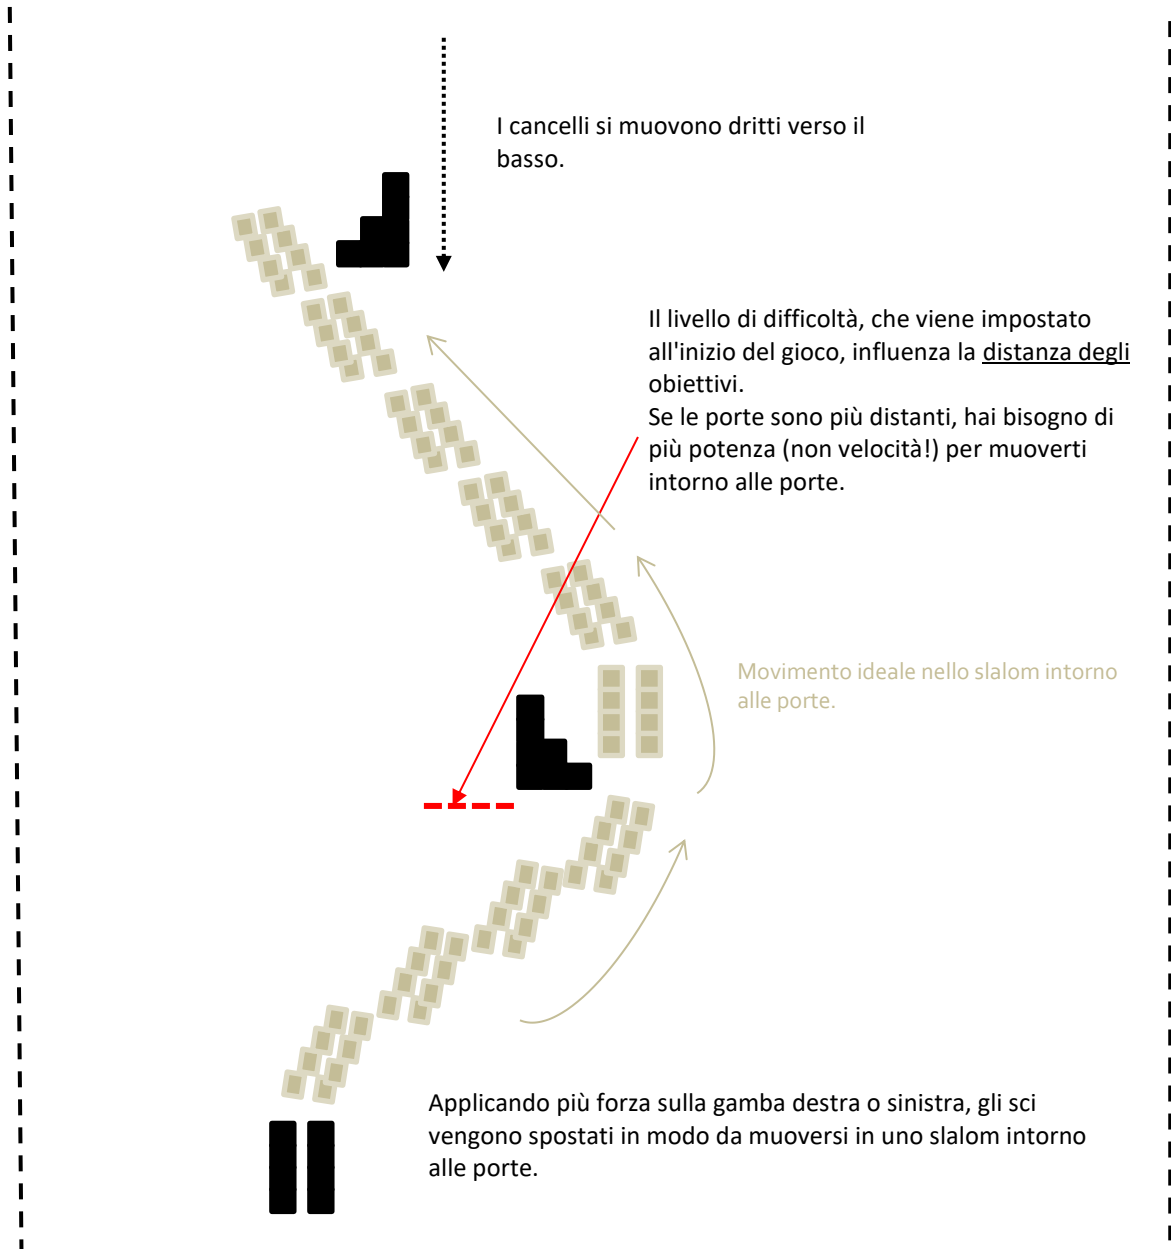 I cancelli si muovono dritti verso il
basso.
Il livello di difficoltà, che viene impostato
all'inizio del gioco, influenza la distanza degli
obiettivi.
Se le porte sono più distanti, hai bisogno di
più potenza (non velocità!) per muoverti
intorno alle porte.
Movimento ideale nello slalom intorno
alle porte.
Applicando più forza sulla gamba destra o sinistra, gli sci
vengono spostati in modo da muoversi in uno slalom intorno
alle porte.